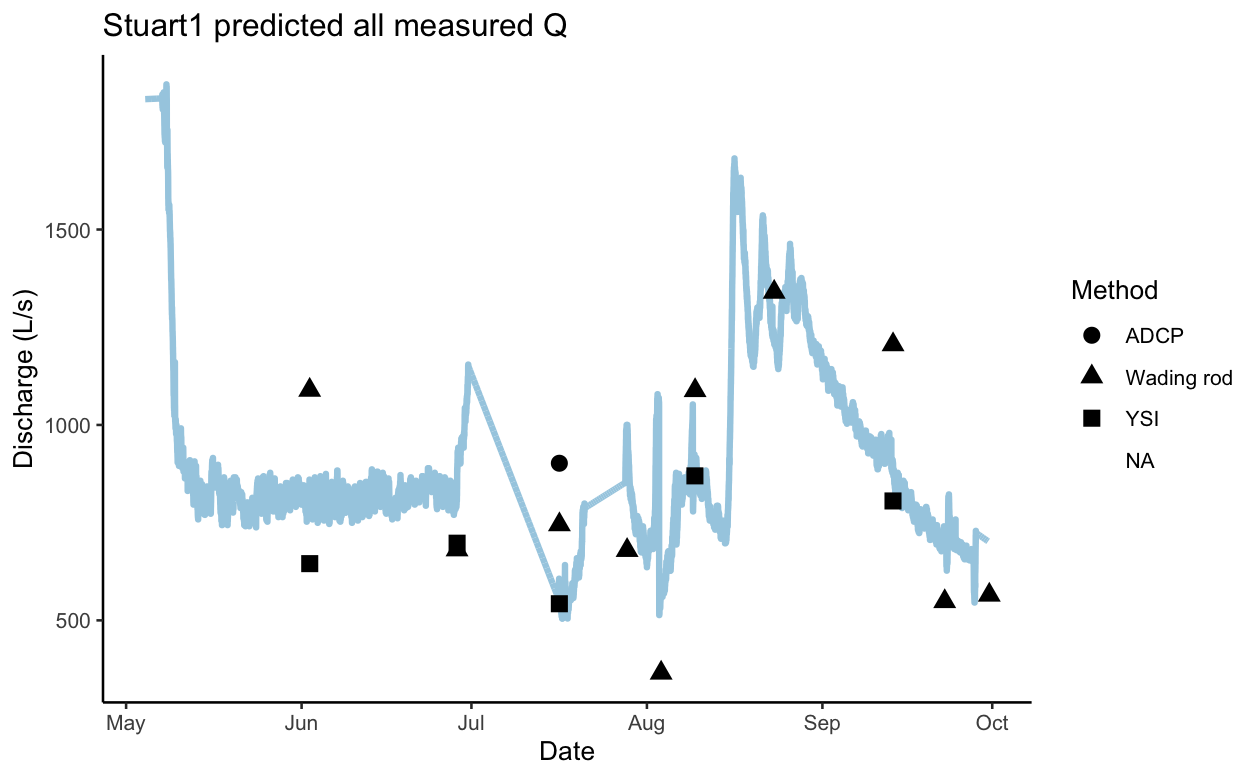 Stuart1 predicted all measured Q
Discharge (L/s)
1500
1000
500
May Jun Jul Aug Sep Oct
Date
Method
ADCP
Wading rod
YSI
NA